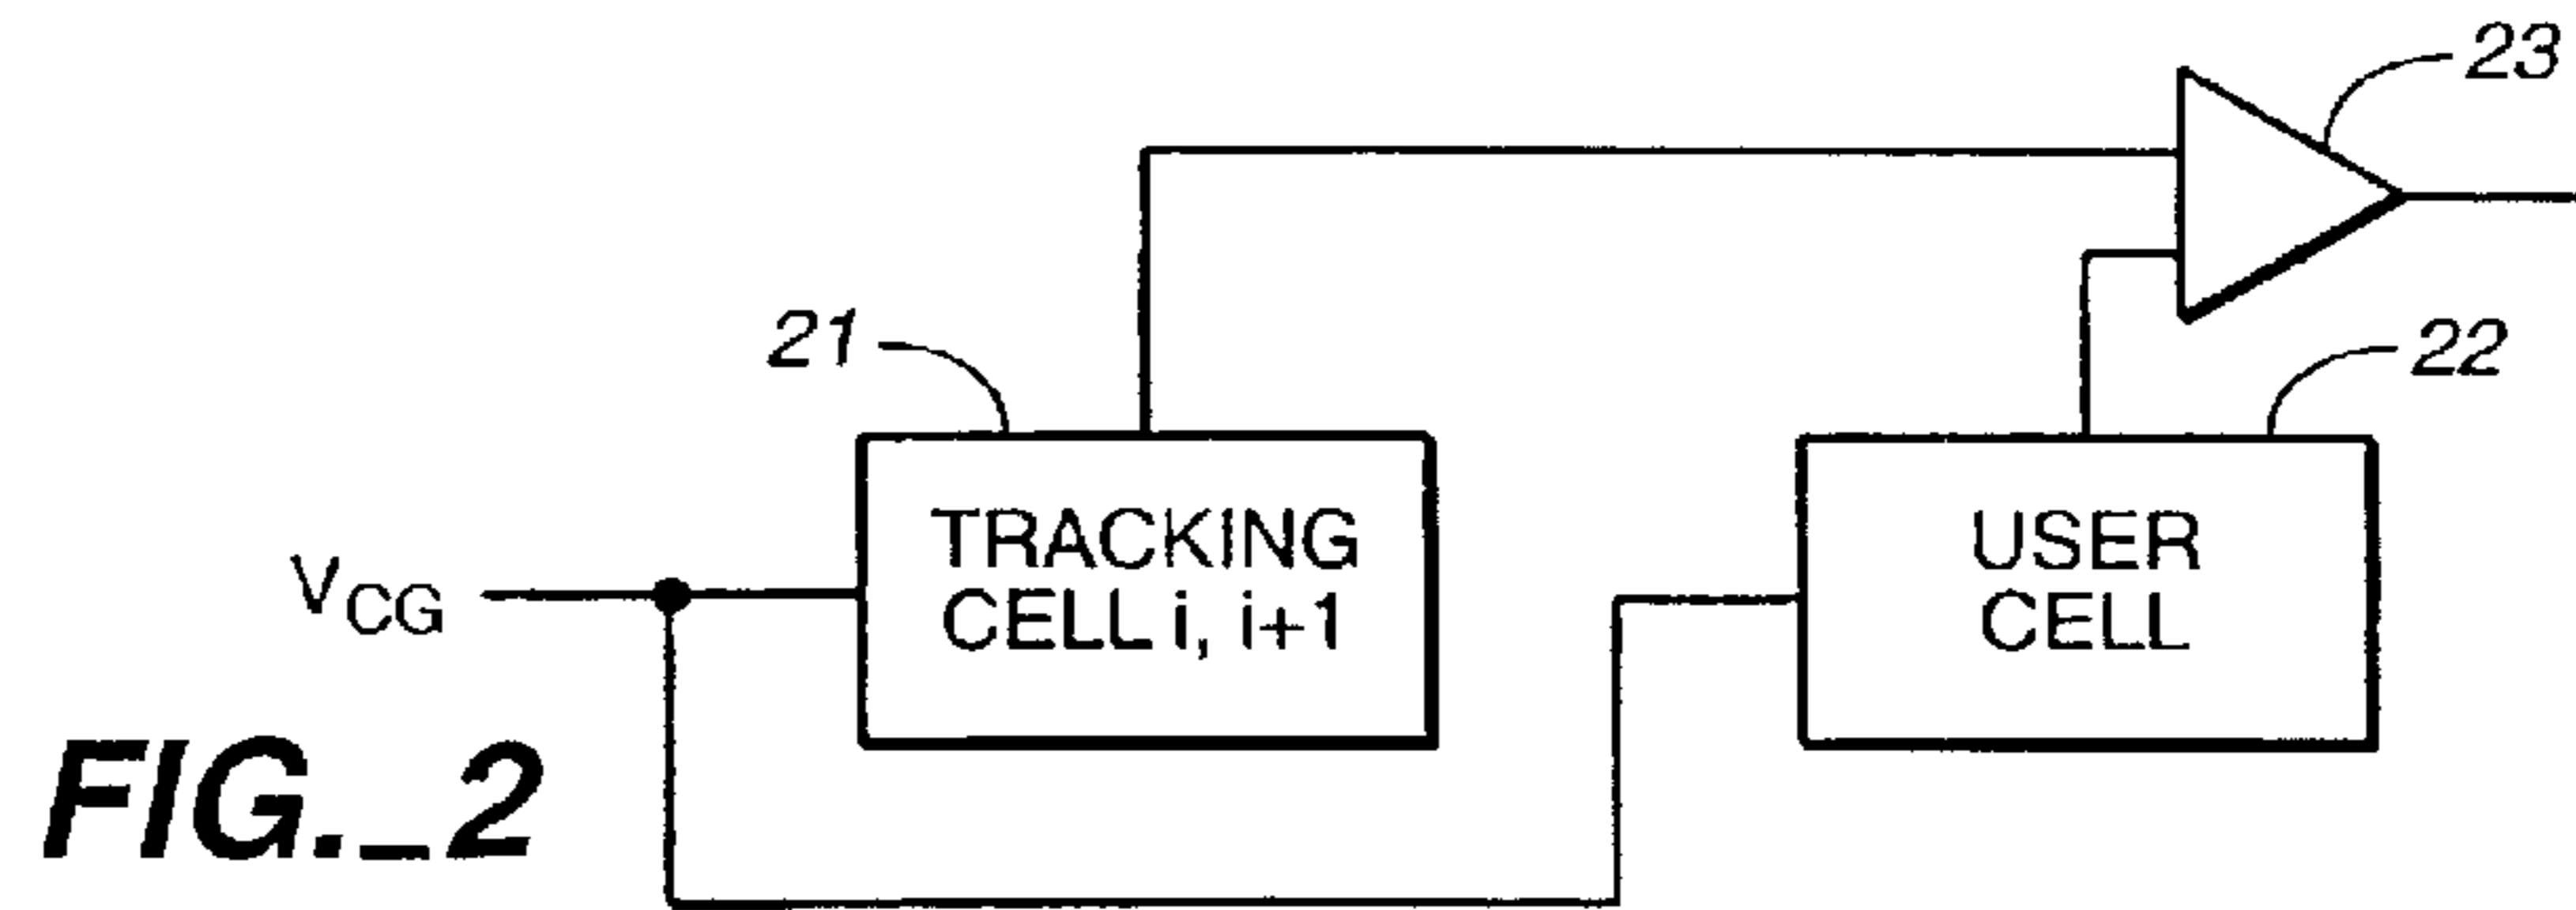 23
21
22
TRACKING
CELL i, i+1
USER
CELL
VCG
FIG._2